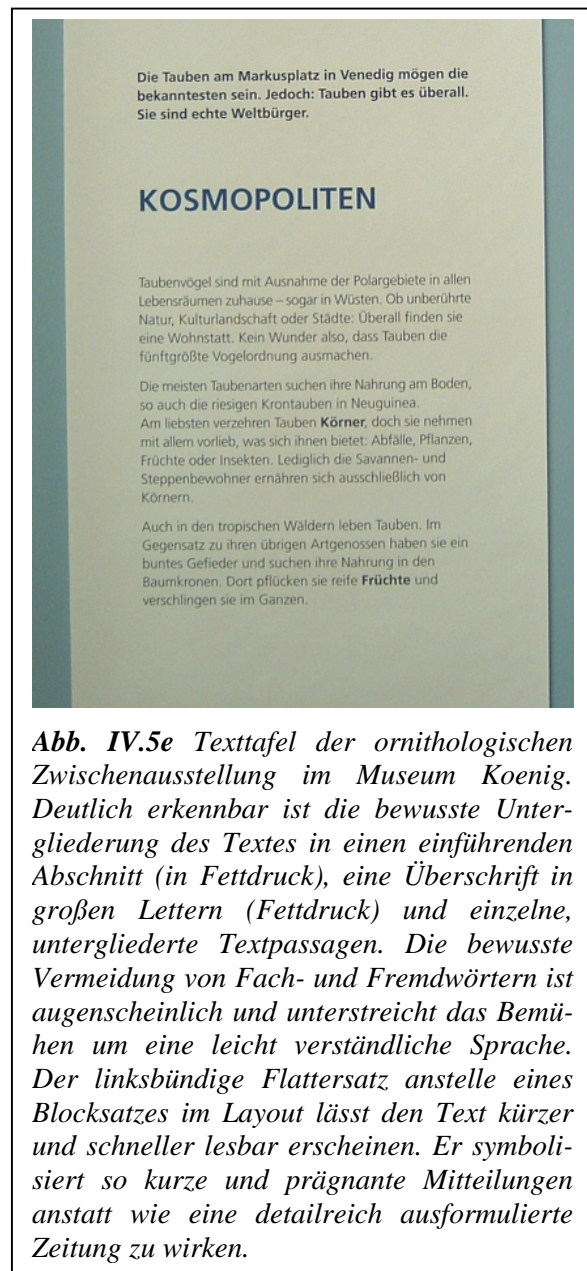 Die Tauben am Markusplatz in Venedig mögen die
bekanntesten sein. Jedoch: Tauben gibt es überall.
Sie sind echte Weltbürger.
KOSMOPOLITEN
Taubenvögel sind mit Ausnahme der Polargebiete in allen
Lebensräumen zuhause – sogar in Wüsten. Ob unberührte
Natur, Kulturlandschaft oder Städte: Überall finden sie
eine Wohnstatt. Kein Wunder also, dass Tauben die
fünftgrößte Vogelordnung ausmachen.
Die meisten Taubenarten suchen ihre Nahrung am Boden,
so auch die riesigen Krontauben in Neuguinea.
Am liebsten verzehren Tauben Körner, doch sie nehmen
mit allem vorlieb, was sich ihnen bietet: Abfälle, Pflanzen,
Früchte oder Insekten. Lediglich die Savannen- und
Steppenbewohner ernähren sich ausschließlich von
Körnern.
Auch in den tropischen Wäldern leben Tauben. Im
Gegensatz zu ihren übrigen Artgenossen haben sie ein
buntes Gefieder und suchen ihre Nahrung in den
Baumkronen. Dort pflücken sie reife Früchte und
verschlingen sie im Ganzen.
Abb. IV.5e Texttafel der ornithologischen
Zwischenausstellung im Museum Koenig.
Deutlich erkennbar ist die bewusste Unter-
gliederung des Textes in einen einführenden
Abschnitt (in Fettdruck), eine Überschrift in
großen Lettern (Fettdruck) und einzelne,
untergliederte Textpassagen. Die bewusste
Vermeidung von Fach- und Fremdwörtern ist
augenscheinlich und unterstreicht das Bemü-
hen um eine leicht verständliche Sprache.
Der linksbündige Flattersatz anstelle eines
Blocksatzes im Layout lässt den Text kürzer
und schneller lesbar erscheinen. Er symboli-
siert so kurze und prägnante Mitteilungen
anstatt wie eine detailreich ausformulierte
Zeitung zu wirken.